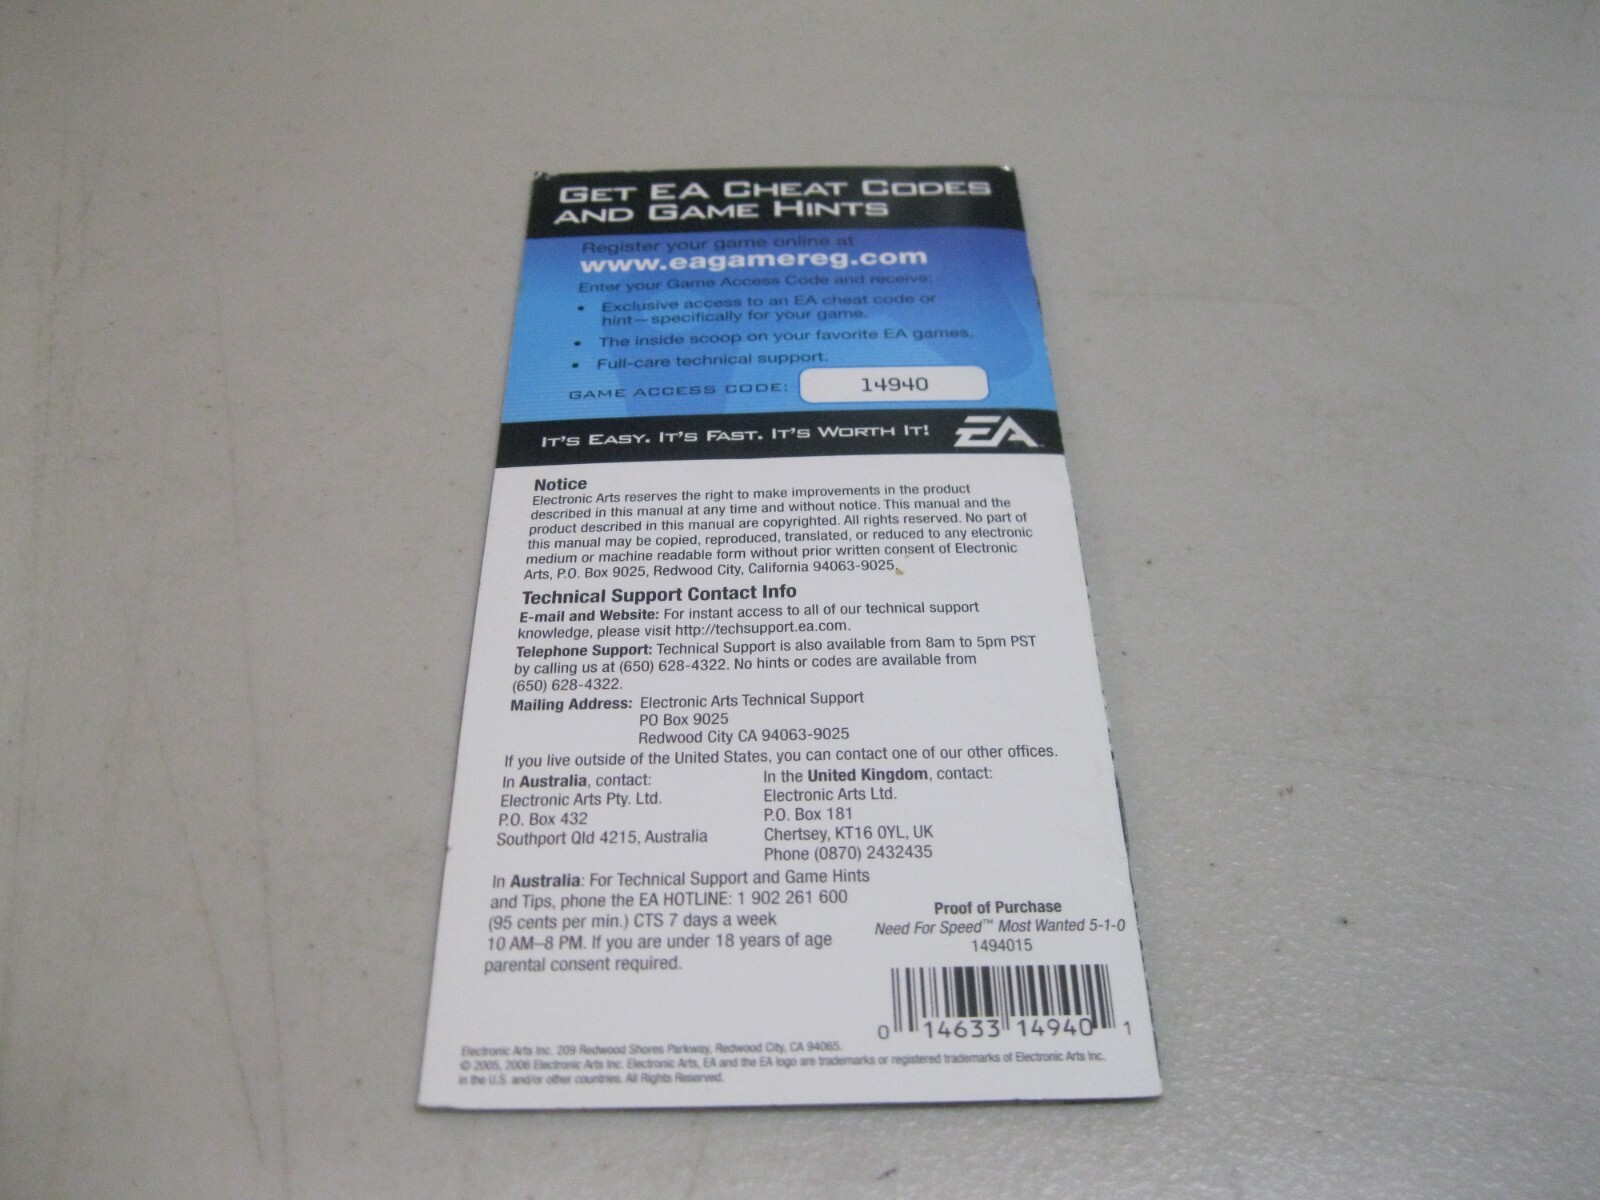 GET EA CHEAT CODES
AND GAME HINTS
Register your game online at
www.eagamereg.com
Enter your Game Access Code and receive:
• Exclusive access to an EA cheat code or
hint—specifically for your game.
• The inside scoop on your favorite EA games.
• Full-care technical support.
GAME ACCESS CODE: 14940
IT'S EASY. IT'S FAST. IT'S WORTH IT! EA
Notice
Electronic Arts reserves the right to make improvements in the product
described in this manual at any time and without notice. This manual and the
product described in this manual are copyrighted. All rights reserved. No part of
this manual may be copied, reproduced, translated, or reduced to any electronic
medium or machine readable form without prior written consent of Electronic
Arts, P.O. Box 9025, Redwood City, California 94063-9025.
Technical Support Contact Info
E-mail and Website: For instant access to all of our technical support
knowledge, please visit http://techsupport.ea.com.
Telephone Support: Technical Support is also available from 8am to 5pm PST
by calling us at (650) 628-4322. No hints or codes are available from
(650) 628-4322.
Mailing Address: Electronic Arts Technical Support
PO Box 9025
Redwood City CA 94063-9025
If you live outside of the United States, you can contact one of our other offices.
In Australia, contact:
Electronic Arts Pty. Ltd.
P.O. Box 432
Southport Qld 4215, Australia
In the United Kingdom, contact:
Electronic Arts Ltd.
P.O. Box 181
Chertsey, KT16 0YL, UK
Phone (0870) 2432435
In Australia: For Technical Support and Game Hints
and Tips, phone the EA HOTLINE: 1 902 261 600
(95 cents per min.) CTS 7 days a week
10 AM–8 PM. If you are under 18 years of age
parental consent required.
Proof of Purchase
Need For Speed™ Most Wanted 5-1-0
1494015
0 14633 14940 1
Electronic Arts Inc. 209 Redwood Shores Parkway, Redwood City, CA 94065.
© 2005, 2006 Electronic Arts Inc. Electronic Arts, EA and the EA logo are trademarks or registered trademarks of Electronic Arts Inc.
in the U.S. and/or other countries. All Rights Reserved.